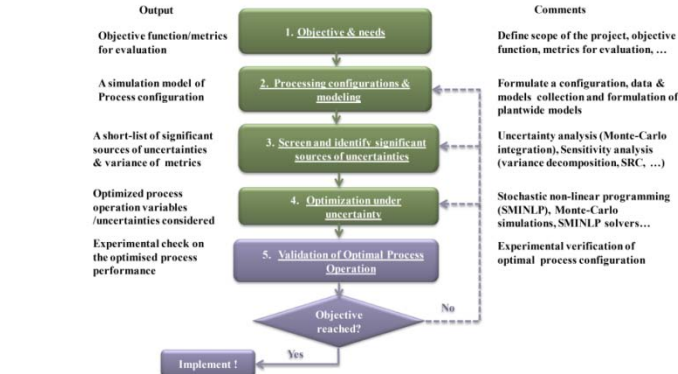 Output
Comments
Objective function/metrics
for evaluation
1. Objective & needs
Define scope of the project, objective
function, metrics for evaluation, ...
A simulation model of
Process configuration
2. Processing configurations &
modeling
Formulate a configuration, data &
models collection and formulation of
plantwide models
A short-list of significant
sources of uncertainties
& variance of metrics
3. Screen and identify significant
sources of uncertainties
Uncertainty analysis (Monte-Carlo
integration), Sensitivity analysis
(variance decomposition, SRC, ...)
Optimized process
operation variables
/uncertainties considered
4. Optimization under
uncertainty
Stochastic non-linear programming
(SMINLP), Monte-Carlo
simulations, SMINLP solvers...
Experimental check on
the optimised process
performance
5. Validation of Optimal Process
Operation
Experimental verification of
optimal process configuration
Objective
reached?
No
Yes
Implement !